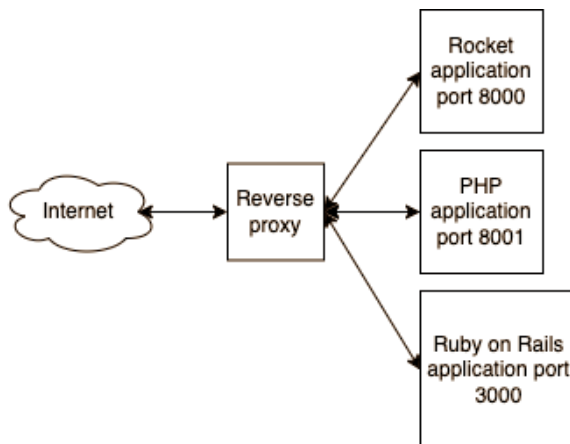 Rocket
application
port 8000
Internet
Reverse
proxy
PHP
application
port 8001
Ruby on Rails
application port
3000